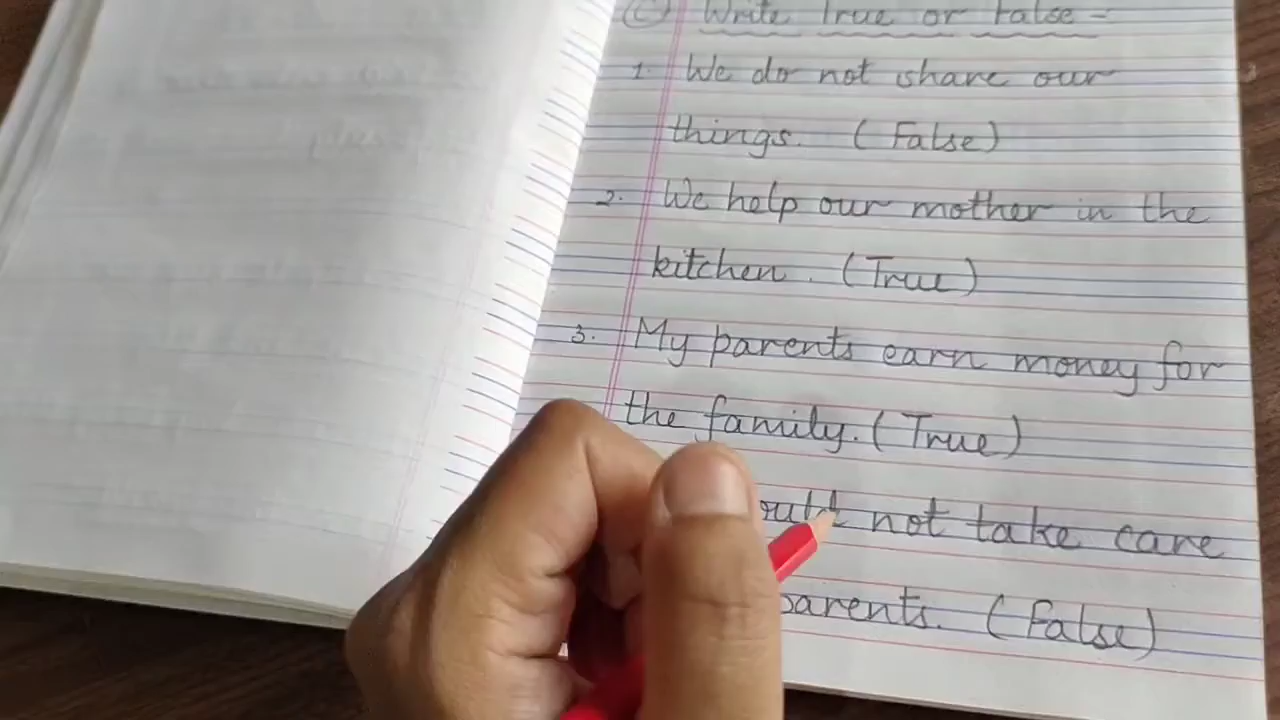 (C) Write True or False -
1. We do not share our
things. (False)
2. We help our mother in the
kitchen. (True)
3. My parents earn money for
the family. (True)
not take care
parents. (False)